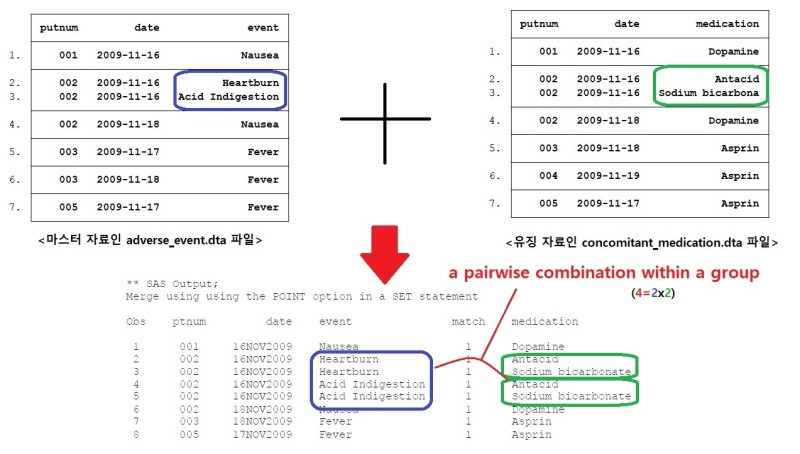 putnum date event
1. 001 2009-11-16 Nausea
2. 002 2009-11-16 Heartburn
3. 002 2009-11-16 Acid Indigestion
4. 002 2009-11-18 Nausea
5. 003 2009-11-17 Fever
6. 003 2009-11-18 Fever
7. 005 2009-11-17 Fever
<마스터 자료인 adverse_event.dta 파일>
putnum date medication
1. 001 2009-11-16 Dopamine
2. 002 2009-11-16 Antacid
3. 002 2009-11-16 Sodium bicarbona
4. 002 2009-11-18 Dopamine
5. 003 2009-11-18 Asprin
6. 004 2009-11-19 Asprin
7. 005 2009-11-17 Asprin
<유징 자료인 concomitant_medication.dta 파일>
a pairwise combination within a group
(4=2x2)
** SAS Output;
Merge using using the POINT option in a SET statement
Obs ptnum date event match medication
1 001 16NOV2009 Nausea 1 Dopamine
2 002 16NOV2009 Heartburn 1 Antacid
3 002 16NOV2009 Heartburn 1 Sodium bicarbonate
4 002 16NOV2009 Acid Indigestion 1 Antacid
5 002 16NOV2009 Acid Indigestion 1 Sodium bicarbonate
6 002 18NOV2009 Nausea 1 Dopamine
7 003 18NOV2009 Fever 1 Asprin
8 005 17NOV2009 Fever 1 Asprin